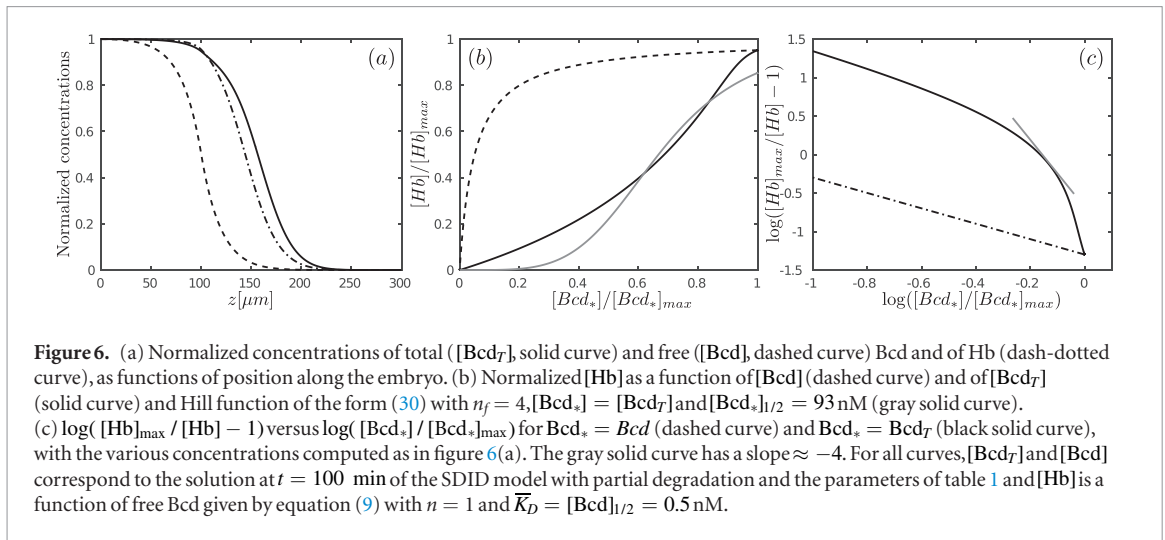 1
0.8
0.6
0.4
0.2
0
Normalized concentrations
(a)
0 50 100 150 200 250 300
z[μm]
1
0.8
0.6
0.4
0.2
0
[Hb]/[Hb]max
(b)
0 0.2 0.4 0.6 0.8 1
[Bcd*]/[Bcd*]max
1.5
1
0.5
0
-0.5
-1
-1.5
log([Hb]max/[Hb] − 1)
(c)
-1 -0.8 -0.6 -0.4 -0.2 0
log([Bcd*]/[Bcd*]max)
Figure 6. (a) Normalized concentrations of total ([BcdT], solid curve) and free ([Bcd], dashed curve) Bcd and of Hb (dash-dotted
curve), as functions of position along the embryo. (b) Normalized [Hb] as a function of [Bcd] (dashed curve) and of [BcdT]
(solid curve) and Hill function of the form (30) with nf = 4, [Bcd*] = [BcdT] and [Bcd*]1/2 = 93 nM (gray solid curve).
(c) log( [Hb]max / [Hb] − 1) versus log( [Bcd*] / [Bcd*]max) for Bcd* = Bcd (dashed curve) and Bcd* = BcdT (black solid curve),
with the various concentrations computed as in figure 6(a). The gray solid curve has a slope ≈ −4. For all curves, [BcdT] and [Bcd]
correspond to the solution at t = 100 min of the SDID model with partial degradation and the parameters of table 1 and [Hb] is a
function of free Bcd given by equation (9) with n = 1 and K̅D = [Bcd]1/2 = 0.5 nM.